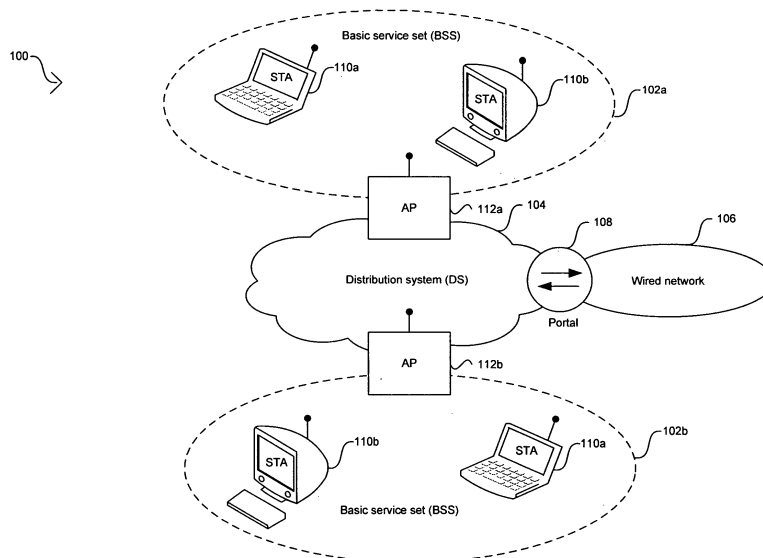 Basic service set (BSS)
100
STA
110a
STA
110b
102a
AP
112a
104
108
106
Distribution system (DS)
Wired network
Portal
AP
112b
STA
110b
STA
110a
102b
Basic service set (BSS)